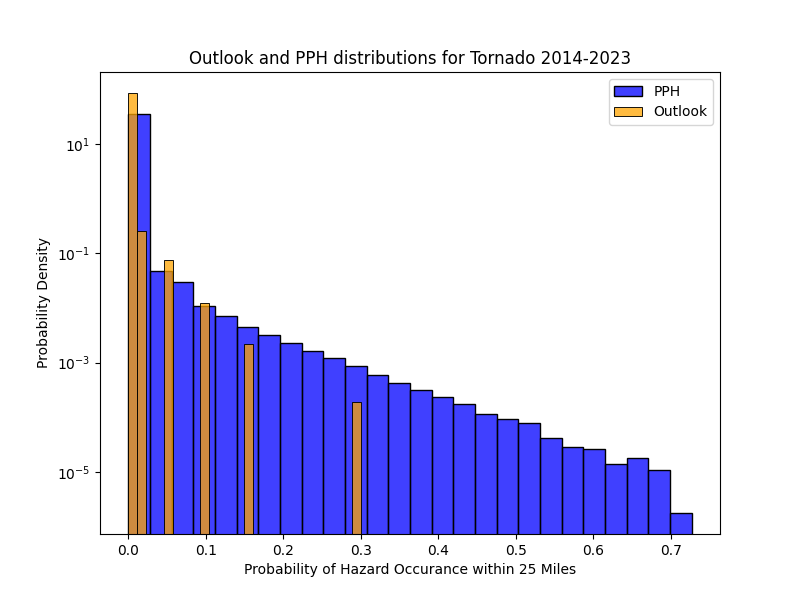 Outlook and PPH distributions for Tornado 2014-2023
PPH
Outlook
10¹
10⁻¹
10⁻³
10⁻⁵
Probability Density
0.0 0.1 0.2 0.3 0.4 0.5 0.6 0.7
Probability of Hazard Occurance within 25 Miles